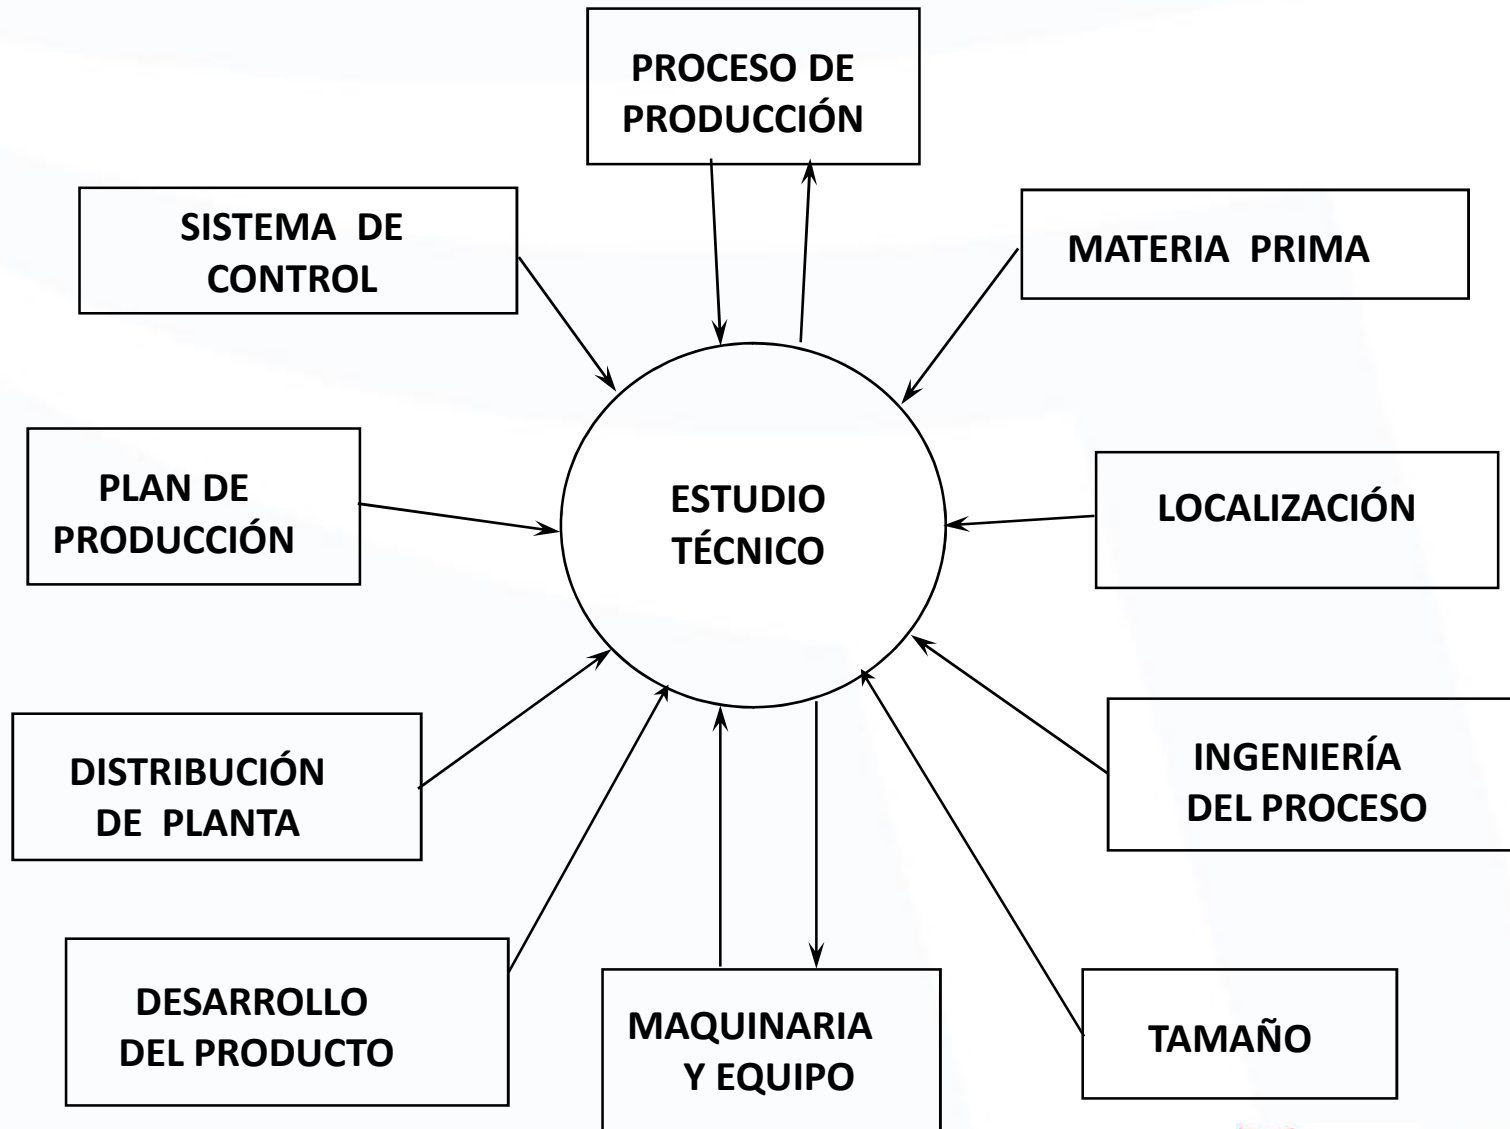 PROCESO DE
PRODUCCIÓN
SISTEMA DE
CONTROL
MATERIA PRIMA
PLAN DE
PRODUCCIÓN
ESTUDIO
TÉCNICO
LOCALIZACIÓN
DISTRIBUCIÓN
DE PLANTA
INGENIERÍA
DEL PROCESO
DESARROLLO
DEL PRODUCTO
MAQUINARIA
Y EQUIPO
TAMAÑO